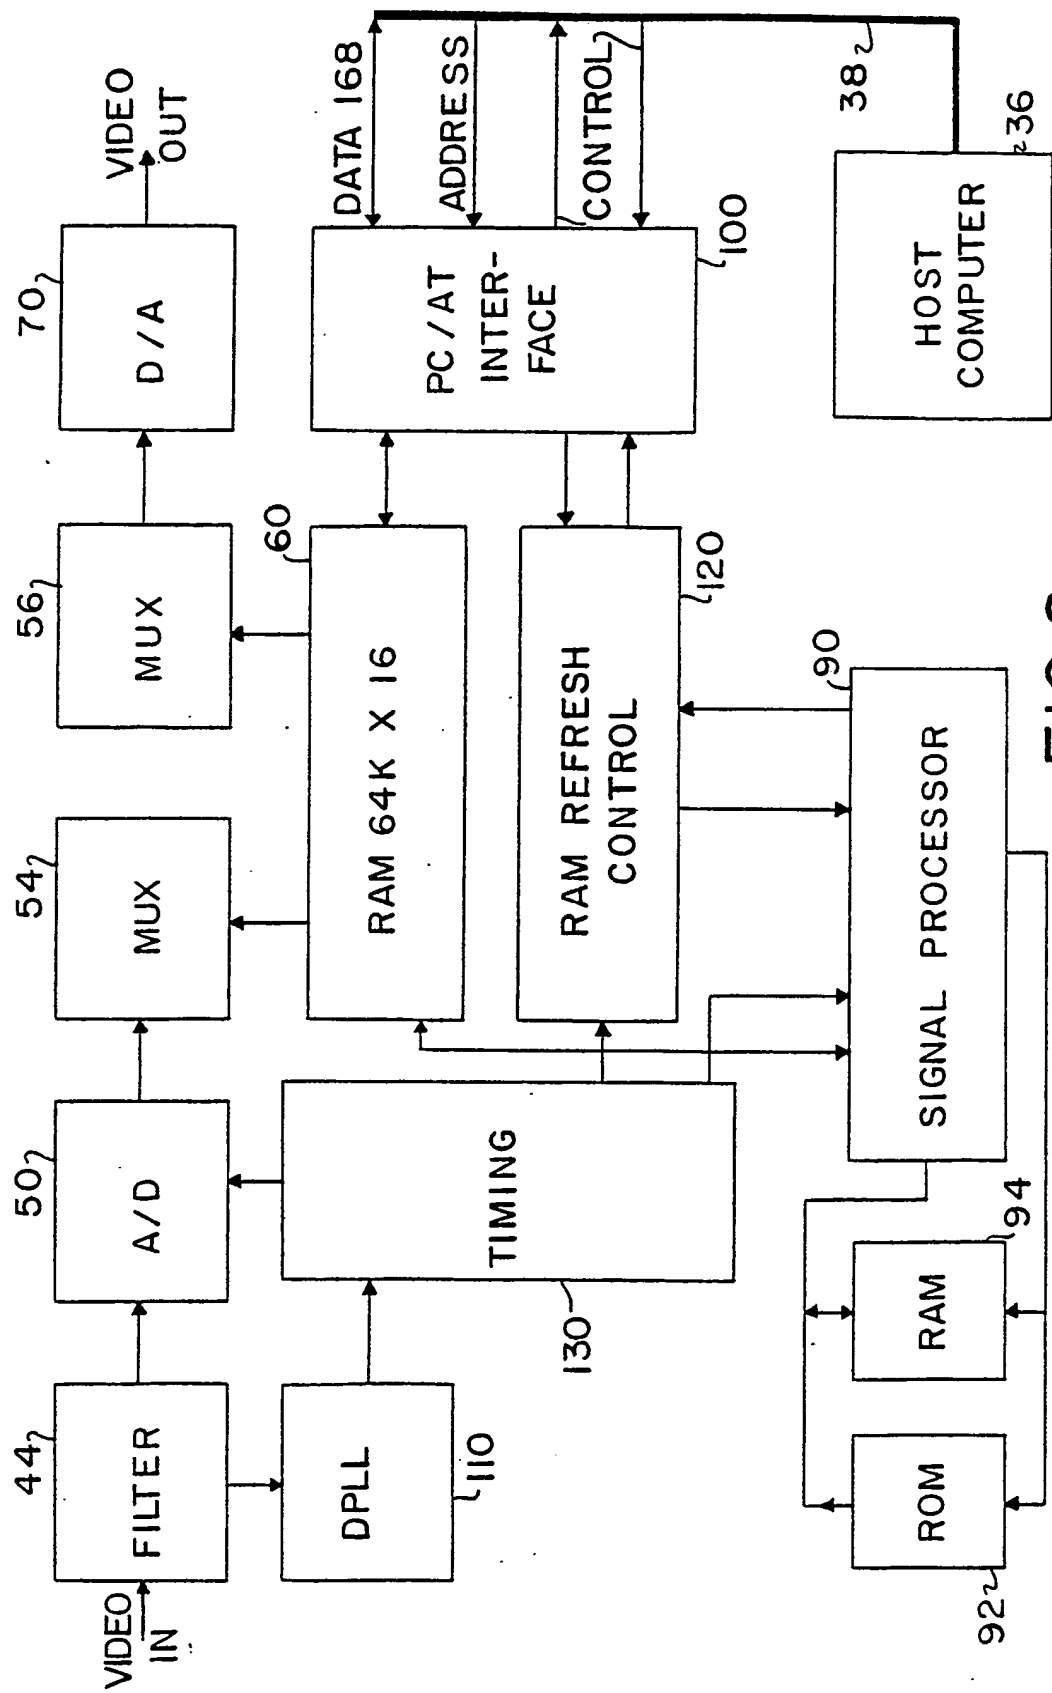 44
50
54
56
70
VIDEO
IN
FILTER
A/D
MUX
MUX
D/A
VIDEO
OUT
DPLL
110
TIMING
130
60
RAM 64K X 16
RAM REFRESH
CONTROL
120
PC/AT
INTER-
FACE
100
DATA 168
ADDRESS
CONTROL
38
90
SIGNAL PROCESSOR
ROM
92
RAM
94
HOST
COMPUTER
36